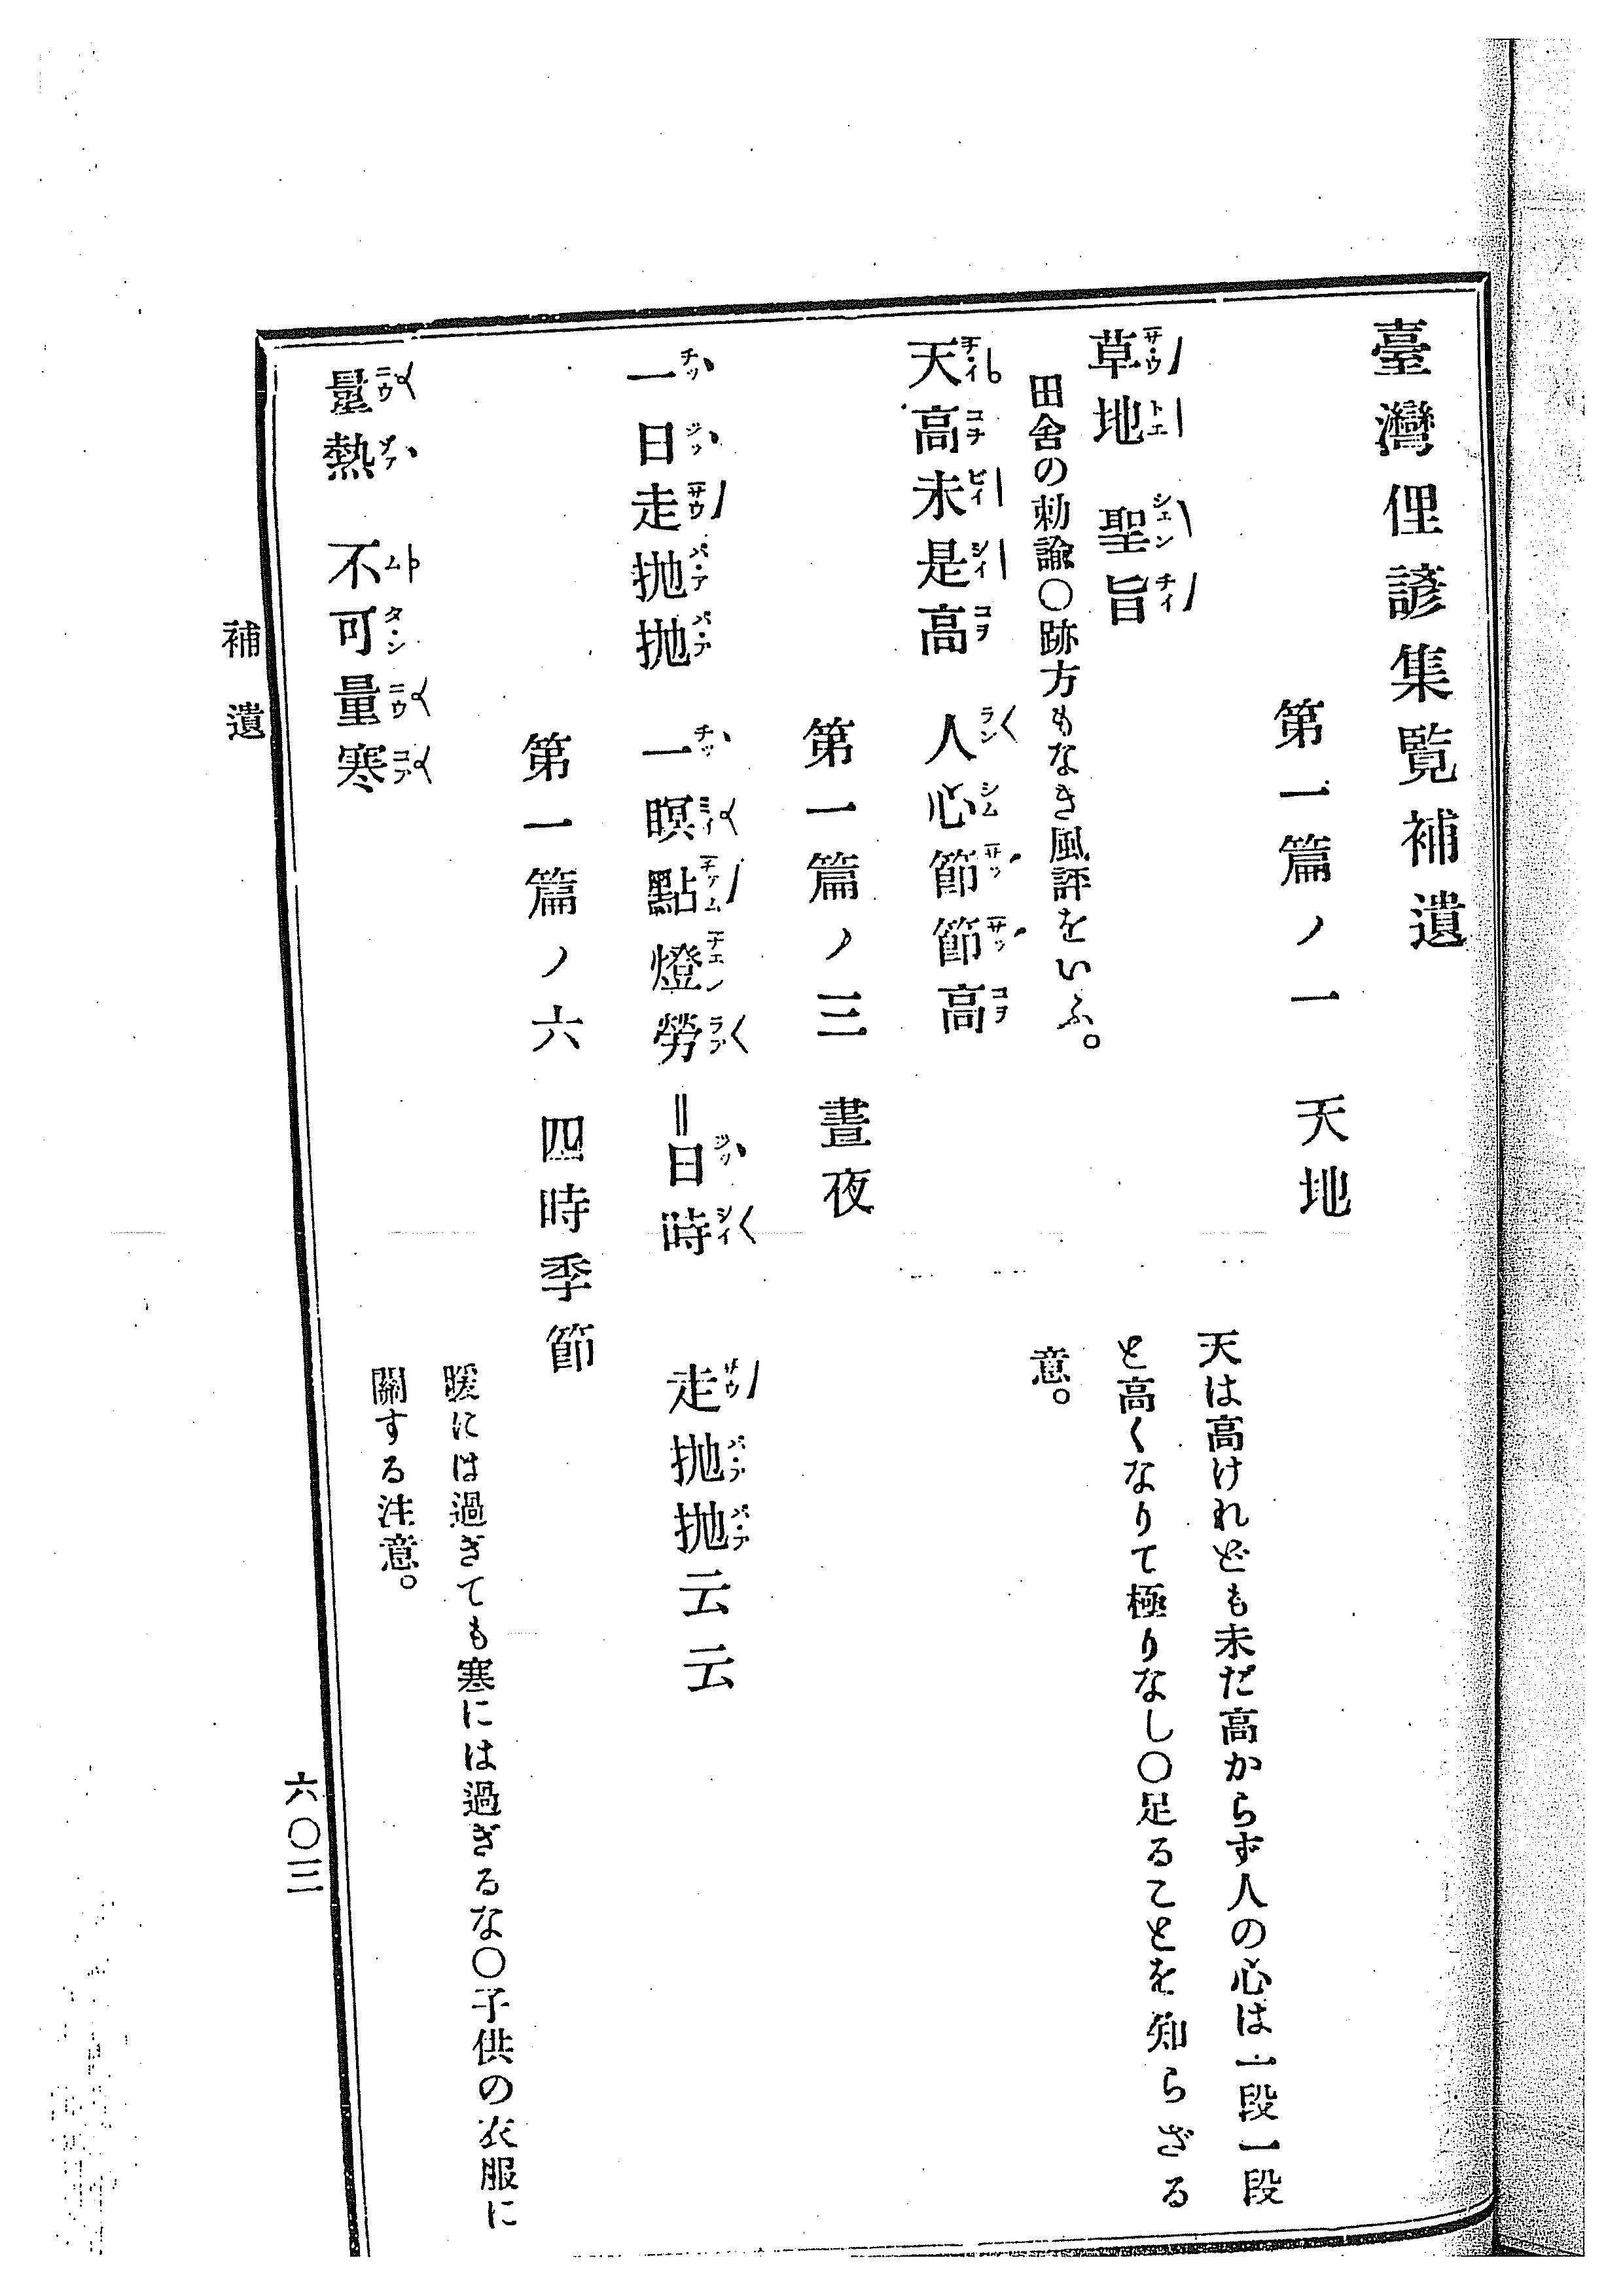 臺灣俚諺集覽補遺
第一篇ノ一　天地
草地　聖旨
田舍の勅諭〇跡方もなき風評をいふ。
天高未是高　人心節節高
天は高けれども未だ高からず人の心は一段一段
と高くなりて極りなし〇足ることを知らざる
意。
第一篇ノ三　晝夜
一日走抛抛　一暝點燈勞＝日時　走抛抛云云
第一篇ノ六　四時季節
量熱　不可量寒
暖には過ぎても寒には過ぎるな〇子供の衣服に
關する注意。
補遺
六〇三